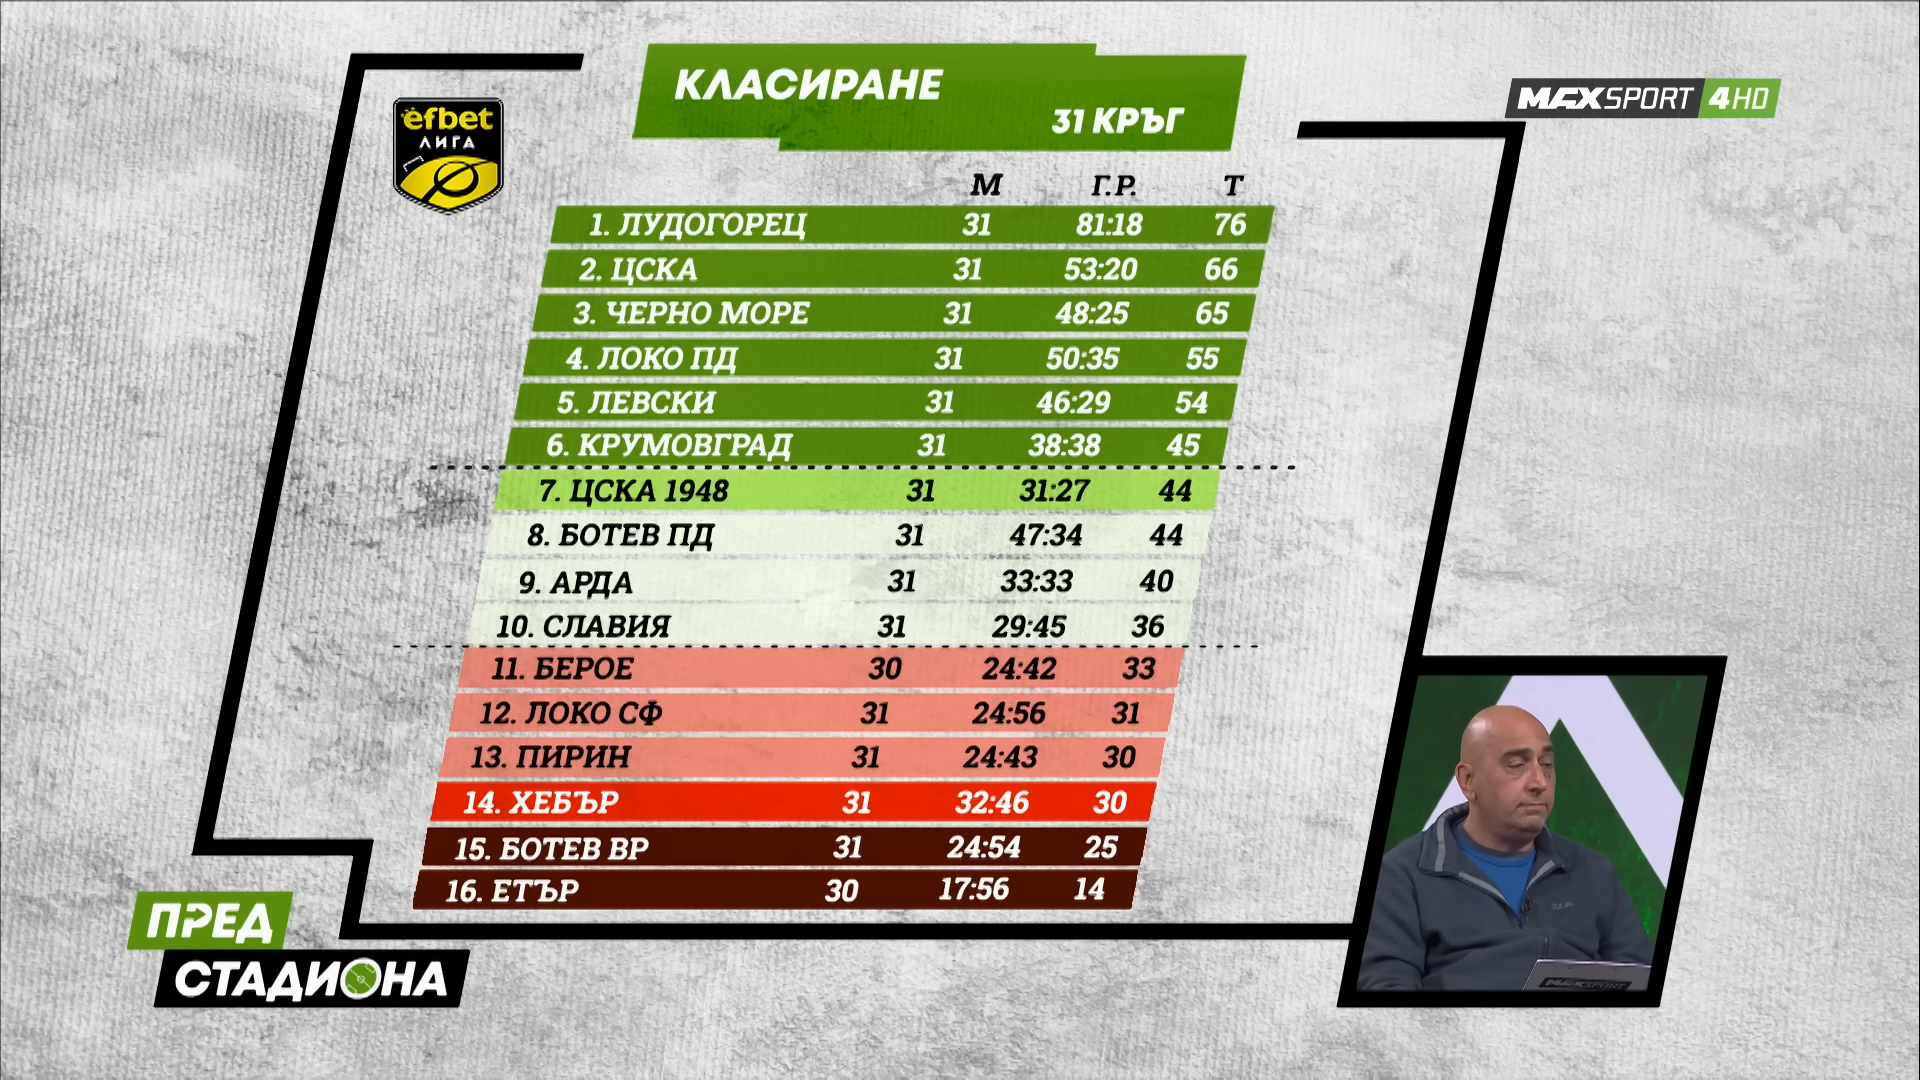 КЛАСИРАНЕ
31 КРЪГ
efbet
ЛИГА
MAXSPORT 4HD
М Г.Р. Т
1. ЛУДОГОРЕЦ 31 81:18 76
2. ЦСКА 31 53:20 66
3. ЧЕРНО МОРЕ 31 48:25 65
4. ЛОКО ПД 31 50:35 55
5. ЛЕВСКИ 31 46:29 54
6. КРУМОВГРАД 31 38:38 45
7. ЦСКА 1948 31 31:27 44
8. БОТЕВ ПД 31 47:34 44
9. АРДА 31 33:33 40
10. СЛАВИЯ 31 29:45 36
11. БЕРОЕ 30 24:42 33
12. ЛОКО СФ 31 24:56 31
13. ПИРИН 31 24:43 30
14. ХЕБЪР 31 32:46 30
15. БОТЕВ ВР 31 24:54 25
16. ЕТЪР 30 17:56 14
ПРЕД
СТАДИОНА
MAXSPORT